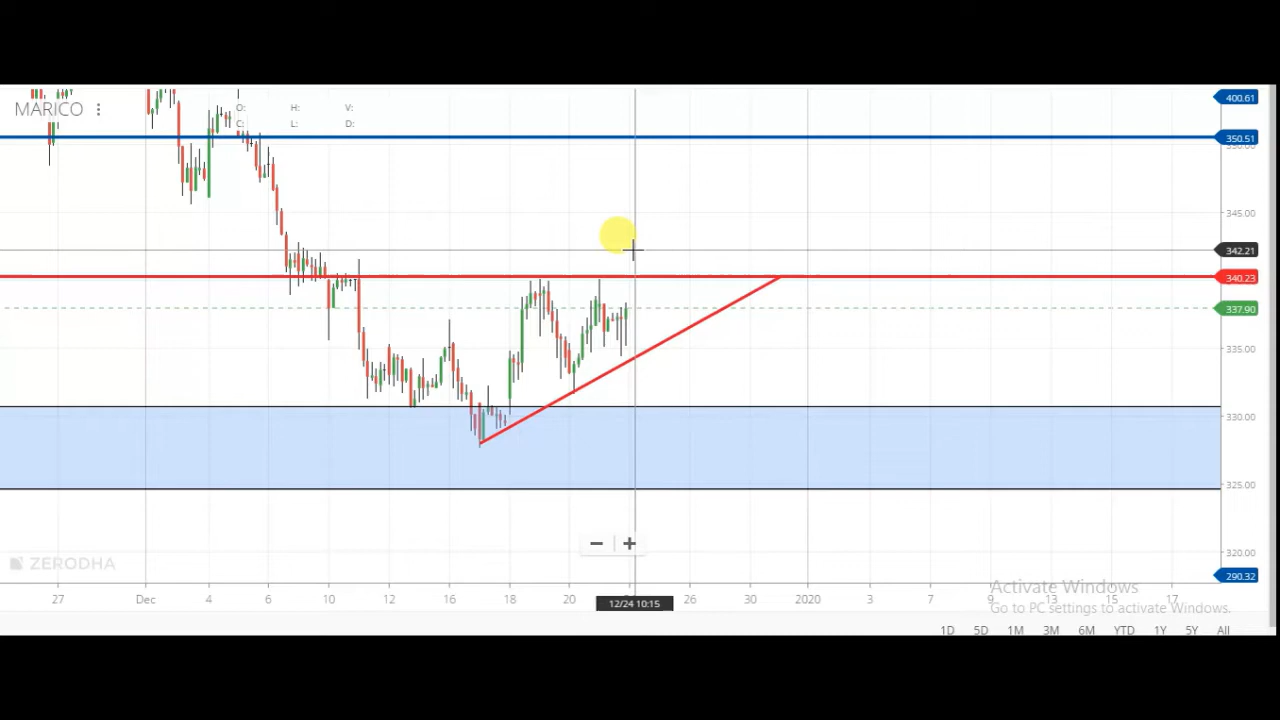 400.61
MARICO
O: H: V:
C: L: D:
350.51
345.00
342.21
340.23
337.90
335.00
330.00
325.00
320.00
ZERODHA
290.32
Activate Windows
Go to PC settings to activate Windows.
27 Dec 4 6 10 12 16 18 20 26 30 2020 3 7 9 13 15 17
12/24 10:15
1D 5D 1M 3M 6M YTD 1Y 5Y All